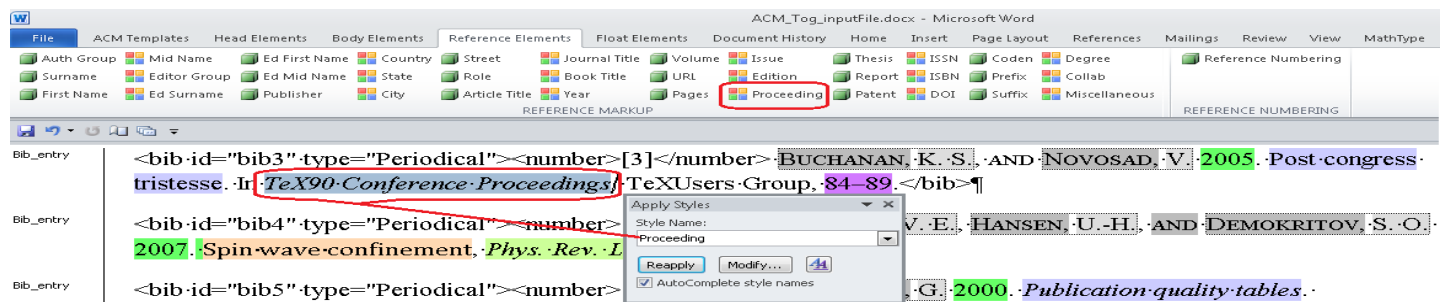 W ACM_Tog_inputFile.docx - Microsoft Word
File ACM Templates Head Elements Body Elements Reference Elements Float Elements Document History Home Insert Page Layout References Mailings Review View MathType
Auth Group Mid Name Ed First Name Country Street Journal Title Volume Issue Thesis ISSN Coden Degree Reference Numbering
Surname Editor Group Ed Mid Name State Role Book Title URL Edition Report ISBN Prefix Collab
First Name Ed Surname Publisher City Article Title Year Pages Proceeding Patent DOI Suffix Miscellaneous
REFERENCE MARKUP REFERENCE NUMBERING
Bib_entry <bib·id="bib3"·type="Periodical"><number>[3]</number>·BUCHANAN,·K.·S.,·AND·NOVOSAD,·V.·2005.·Post·congress·
tristesse.·In·TeX90·Conference·Proceedings,·TeXUsers·Group,·84–89.</bib>¶
Apply Styles
Style Name:
Bib_entry <bib·id="bib4"·type="Periodical"><number> V.·E.,·HANSEN,·U.-H.,·AND·DEMOKRITOV,·S.·O.·
Proceeding
2007.·Spin·wave·confinement,·Phys.·Rev.·L
Reapply Modify...
AutoComplete style names
Bib_entry <bib·id="bib5"·type="Periodical"><number> ,·G.·2000.·Publication·quality·tables.·